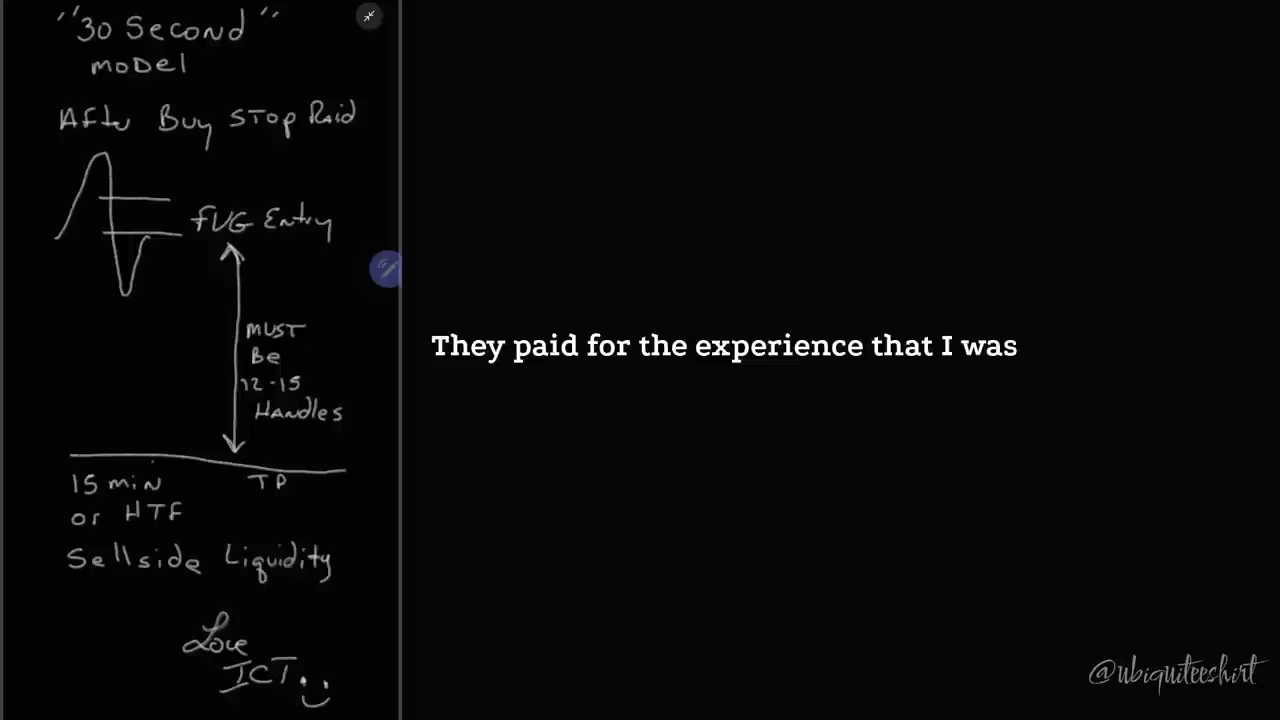 "30 Second"
Model
After Buy Stop Raid
FVG Entry
MUST
Be
12-15
HANdles
15 min
or HTF
TP
Sellside Liquidity
Love
ICT
They paid for the experience that I was
@ubiquiteeshirt